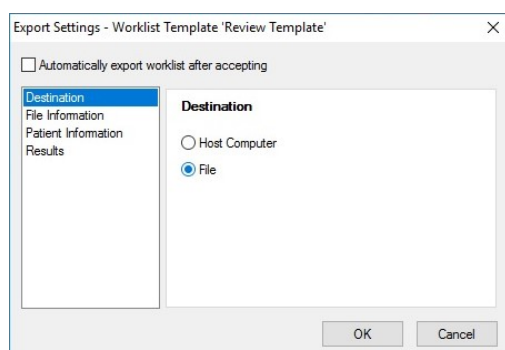 Export Settings - Worklist Template 'Review Template'
Automatically export worklist after accepting
Destination
File Information
Patient Information
Results
Destination
Host Computer
File
OK
Cancel